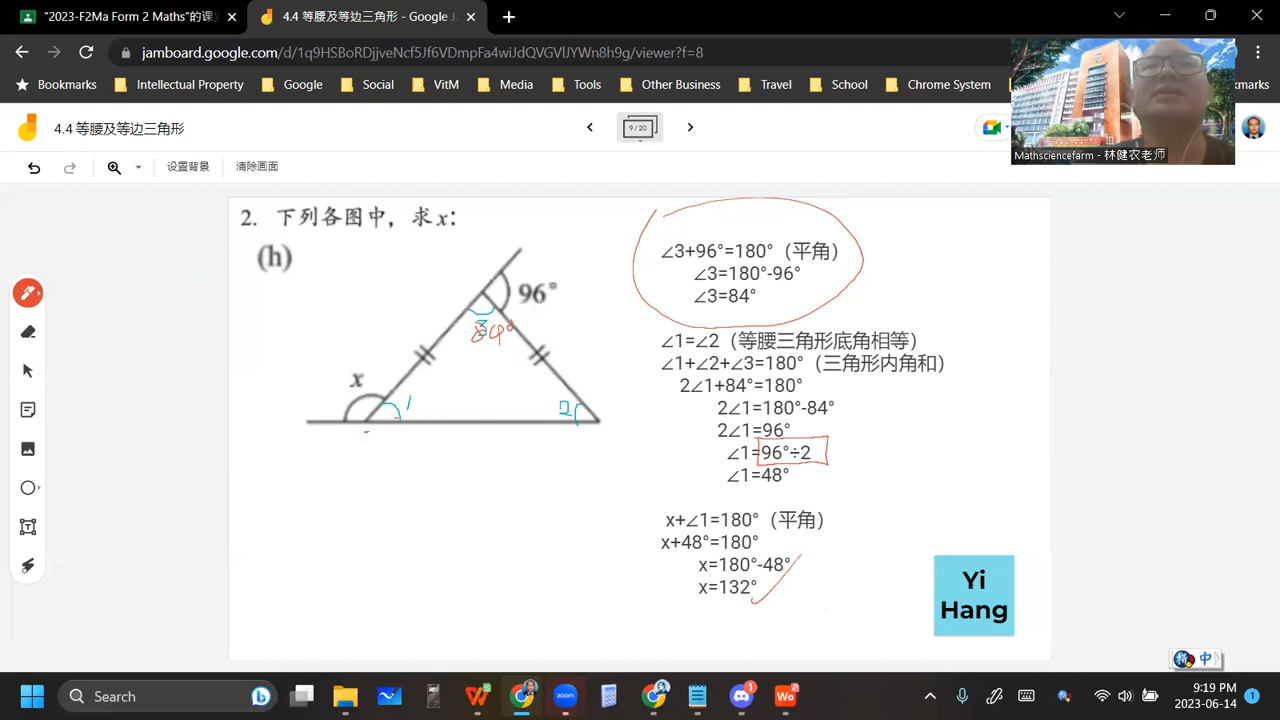 "2023-F2Ma Form 2 Maths"的课
4.4 等腰及等边三角形 - Google Ja
jamboard.google.com
viewer?f=8
Bookmarks
Intellectual Property
Google
VitM
Media
Tools
Other Business
Travel
School
Chrome System
Mathsciencefarm - 林健农老师
4.4 等腰及等边三角形
9 / 20
设置背景
清除画面
2. 下列各图中，求x：
(h)
96°
84°
3
x
1
2
∠3+96°=180°（平角）
∠3=180°-96°
∠3=84°
∠1=∠2（等腰三角形底角相等）
∠1+∠2+∠3=180°（三角形内角和）
2∠1+84°=180°
2∠1=180°-84°
2∠1=96°
∠1=96°÷2
∠1=48°
x+∠1=180°（平角）
x+48°=180°
x=180°-48°
x=132°
Yi
Hang
中
Search
zoom
Wo
1
9:19 PM
2023-06-14
1